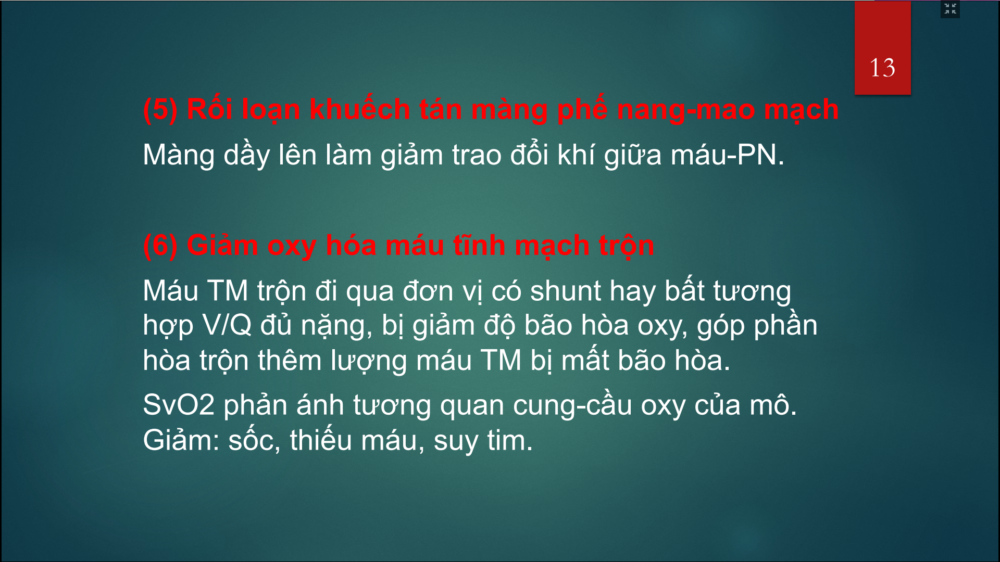 13
(5) Rối loạn khuếch tán màng phế nang-mao mạch
Màng dầy lên làm giảm trao đổi khí giữa máu-PN.
(6) Giảm oxy hóa máu tĩnh mạch trộn
Máu TM trộn đi qua đơn vị có shunt hay bất tương
hợp V/Q đủ nặng, bị giảm độ bão hòa oxy, góp phần
hòa trộn thêm lượng máu TM bị mất bão hòa.
SvO2 phản ánh tương quan cung-cầu oxy của mô.
Giảm: sốc, thiếu máu, suy tim.